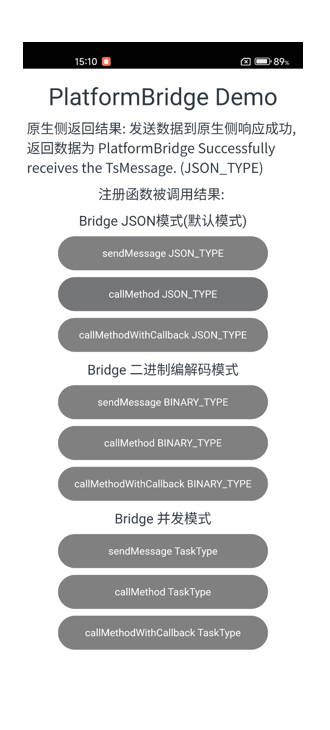 15:10
89%
PlatformBridge Demo
原生侧返回结果: 发送数据到原生侧响应成功,
返回数据为 PlatformBridge Successfully
receives the TsMessage. (JSON_TYPE)
注册函数被调用结果:
Bridge JSON模式(默认模式)
sendMessage JSON_TYPE
callMethod JSON_TYPE
callMethodWithCallback JSON_TYPE
Bridge 二进制编解码模式
sendMessage BINARY_TYPE
callMethod BINARY_TYPE
callMethodWithCallback BINARY_TYPE
Bridge 并发模式
sendMessage TaskType
callMethod TaskType
callMethodWithCallback TaskType